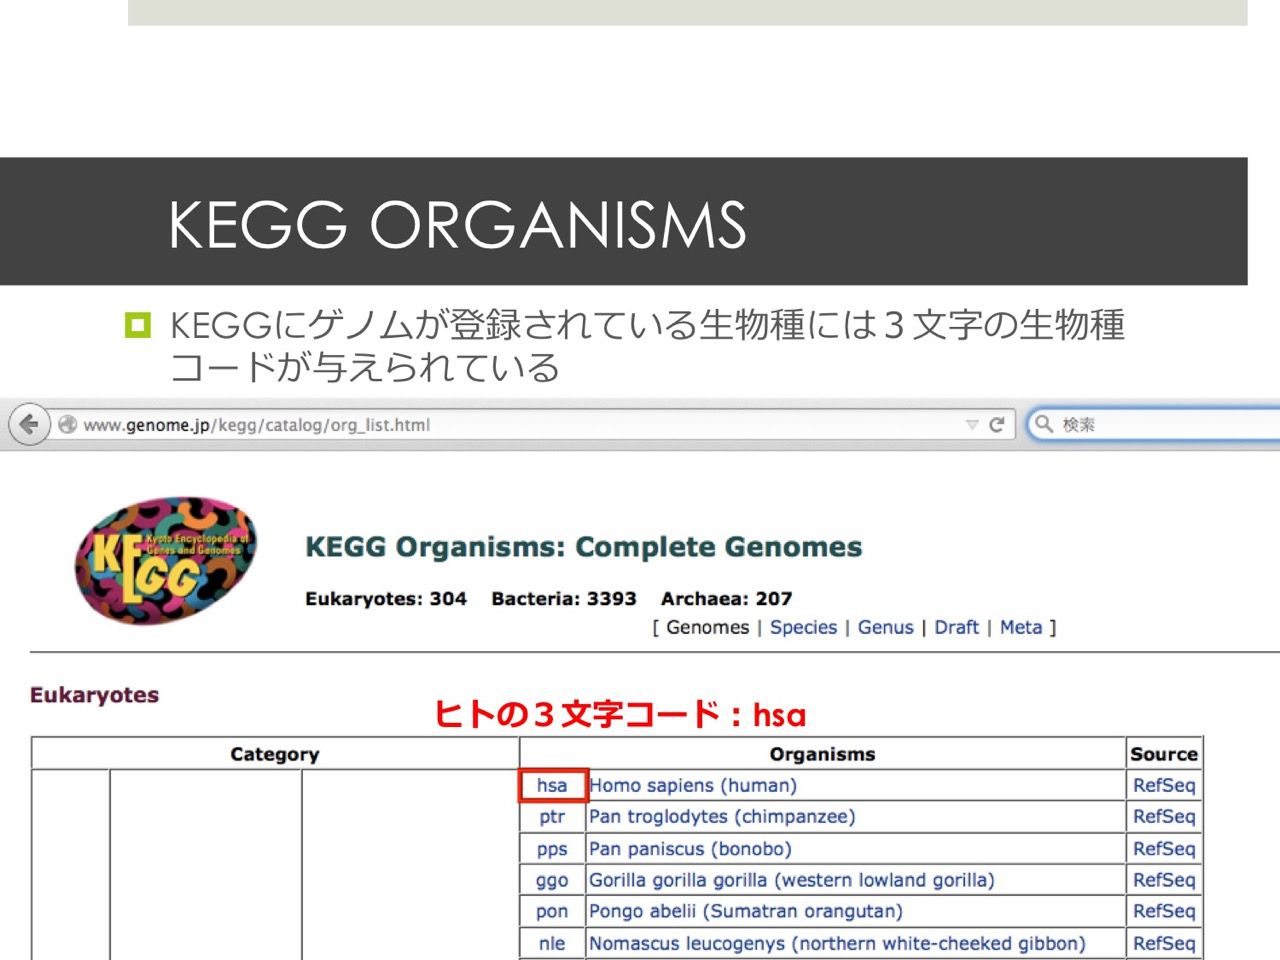 KEGG ORGANISMS
KEGGにゲノムが登録されている生物種には３文字の生物種
コードが与えられている
www.genome.jp/kegg/catalog/org_list.html
検索
Kyoto Encyclopedia of
Genes and Genomes
KEGG
KEGG Organisms: Complete Genomes
Eukaryotes: 304 Bacteria: 3393 Archaea: 207
[ Genomes | Species | Genus | Draft | Meta ]
Eukaryotes
ヒトの３文字コード：hsa
Category Organisms Source
hsa Homo sapiens (human) RefSeq
ptr Pan troglodytes (chimpanzee) RefSeq
pps Pan paniscus (bonobo) RefSeq
ggo Gorilla gorilla gorilla (western lowland gorilla) RefSeq
pon Pongo abelii (Sumatran orangutan) RefSeq
nle Nomascus leucogenys (northern white-cheeked gibbon) RefSeq